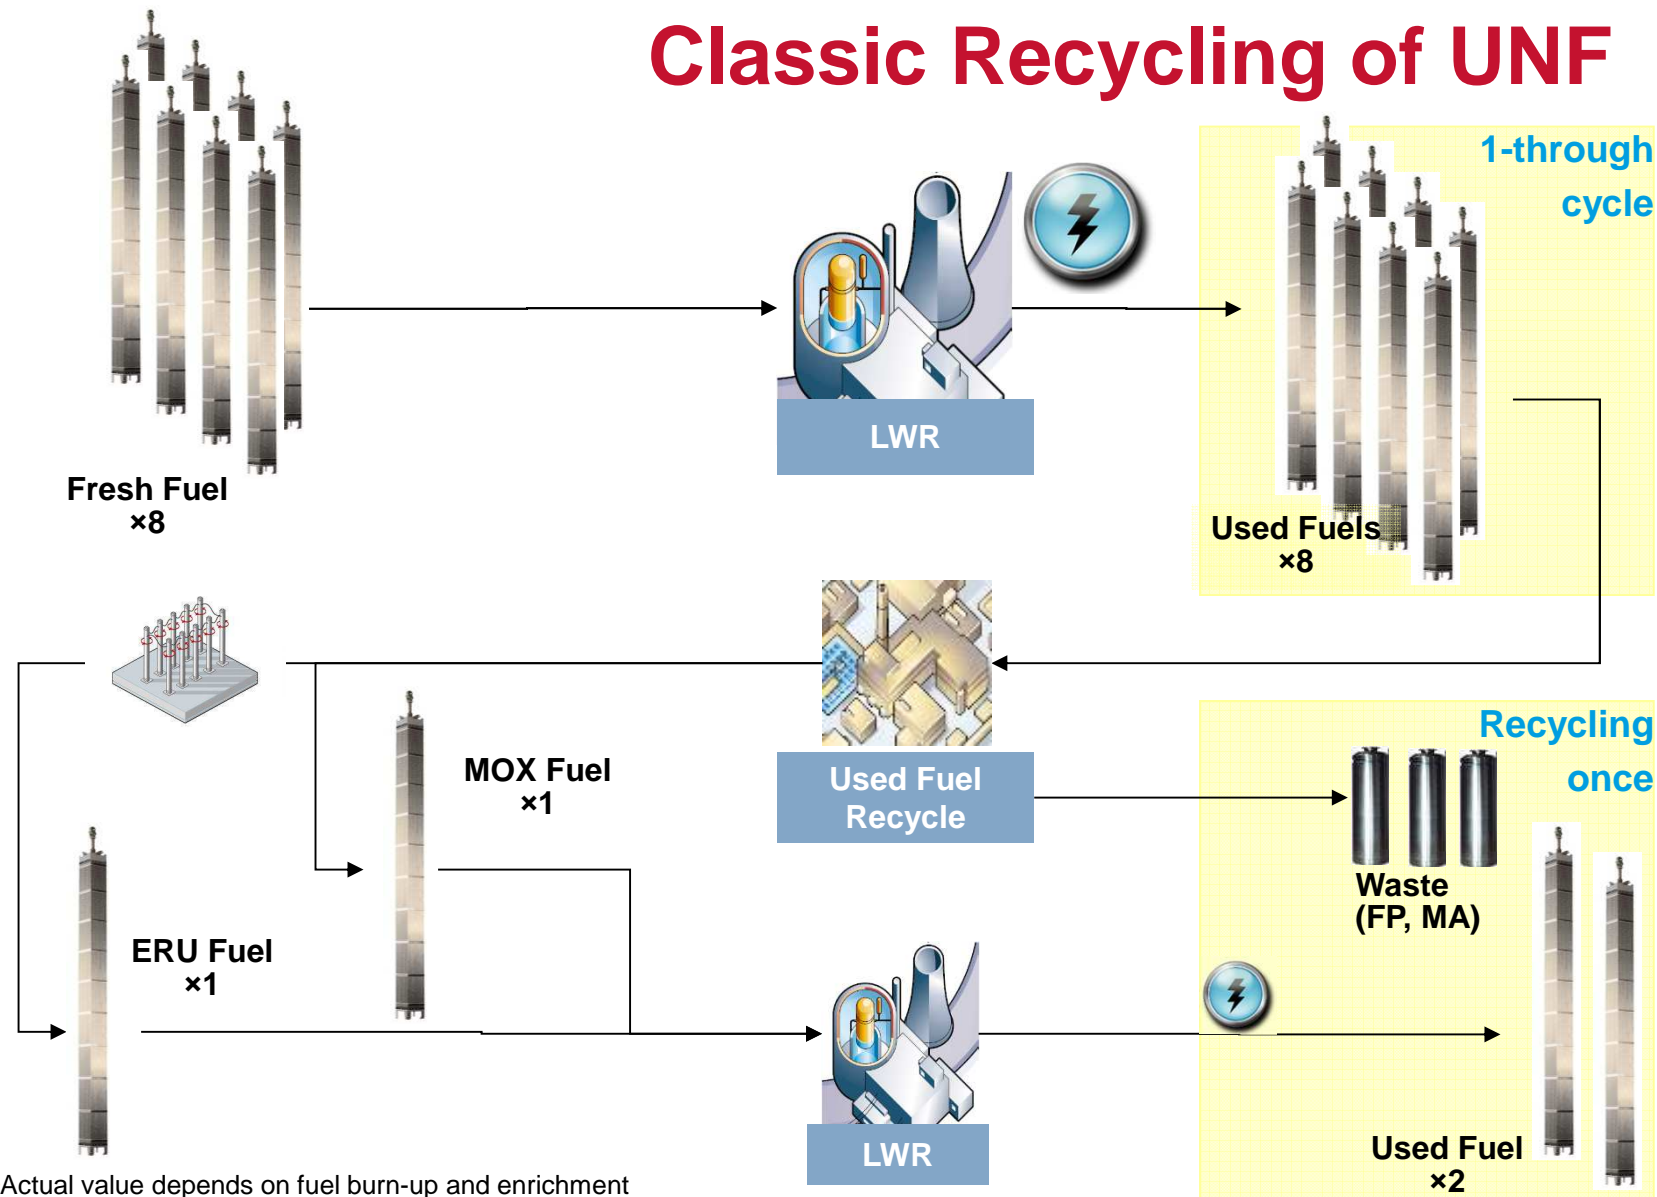 Classic Recycling of UNF
1-through
cycle
LWR
Fresh Fuel
×8
Used Fuels
×8
Recycling
once
MOX Fuel
×1
Used Fuel
Recycle
Waste
(FP, MA)
ERU Fuel
×1
LWR
Used Fuel
×2
Actual value depends on fuel burn-up and enrichment